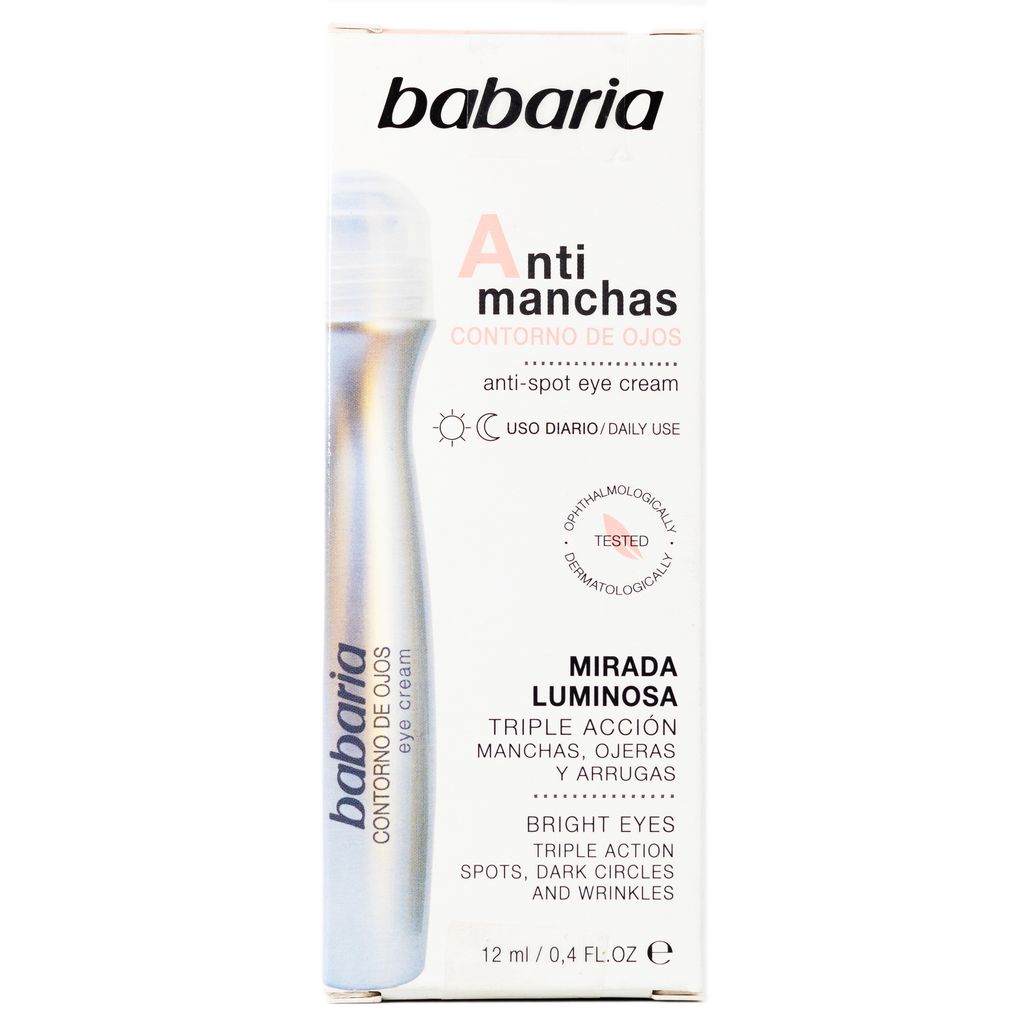 babaria
Anti
manchas
CONTORNO DE OJOS
anti-spot eye cream
USO DIARIO/DAILY USE
OPHTHALMOLOGICALLY
TESTED
DERMATOLOGICALLY
babaria
CONTORNO DE OJOS
eye cream
MIRADA
LUMINOSA
TRIPLE ACCIÓN
MANCHAS, OJERAS
Y ARRUGAS
BRIGHT EYES
TRIPLE ACTION
SPOTS, DARK CIRCLES
AND WRINKLES
12 ml / 0,4 FL.OZ ℮